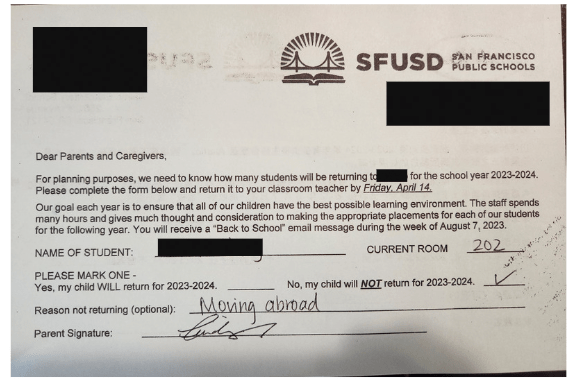 SFUSD SAN FRANCISCO
PUBLIC SCHOOLS
Dear Parents and Caregivers,
For planning purposes, we need to know how many students will be returning to for the school year 2023-2024.
Please complete the form below and return it to your classroom teacher by Friday, April 14.
Our goal each year is to ensure that all of our children have the best possible learning environment. The staff spends
many hours and gives much thought and consideration to making the appropriate placements for each of our students
for the following year. You will receive a "Back to School" email message during the week of August 7, 2023.
NAME OF STUDENT: CURRENT ROOM 202
PLEASE MARK ONE -
Yes, my child WILL return for 2023-2024. No, my child will NOT return for 2023-2024. ✓
Reason not returning (optional): Moving abroad
Parent Signature: